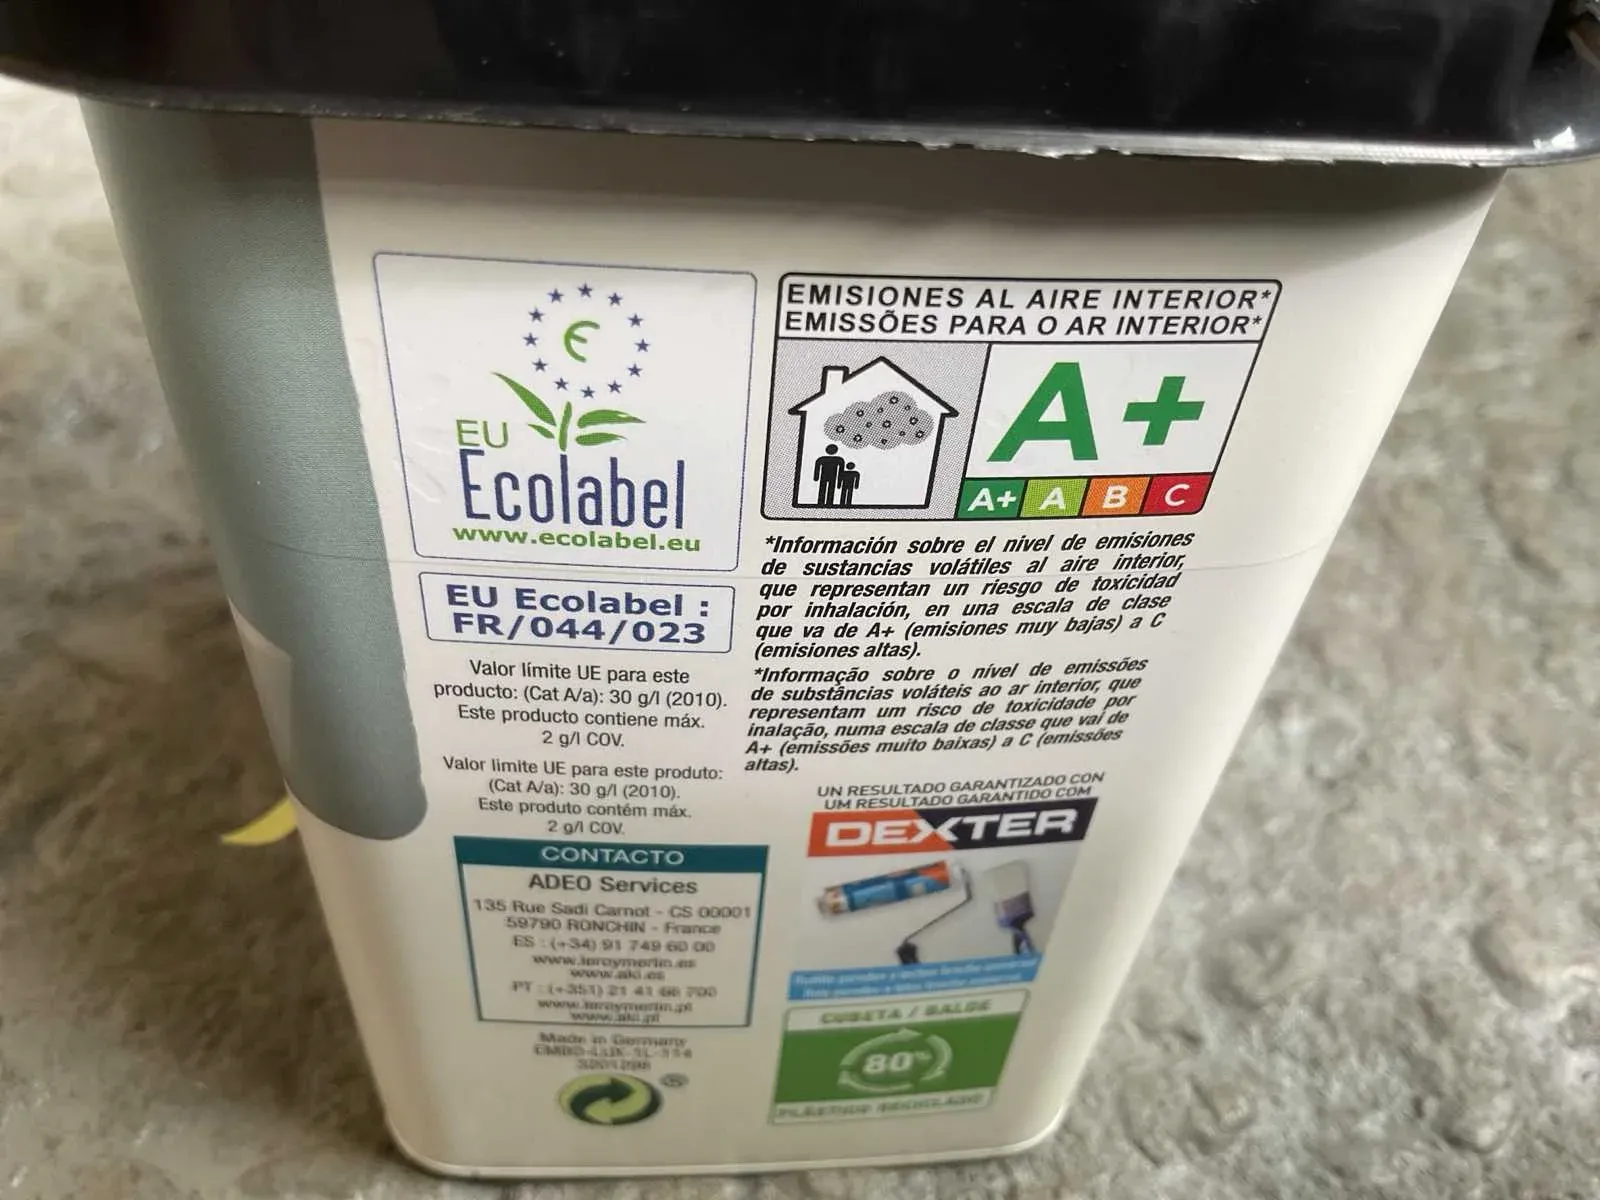 EU
Ecolabel
www.ecolabel.eu
EU Ecolabel :
FR/044/023
Valor límite UE para este
producto: (Cat A/a): 30 g/l (2010).
Este producto contiene máx.
2 g/l COV.
Valor limite UE para este produto:
(Cat A/a): 30 g/l (2010).
Este produto contém máx.
2 g/l COV.
CONTACTO
ADEO Services
135 Rue Sadi Carnot - CS 00001
59790 RONCHIN - France
ES : (+34) 91 749 60 00
www.leroymerlin.es
www.aki.es
PT : (+351) 21 41 66 700
www.leroymerlin.pt
www.aki.pt
Made in Germany
EMISIONES AL AIRE INTERIOR*
EMISSÕES PARA O AR INTERIOR*
A+
A+ A B C
*Información sobre el nivel de emisiones
de sustancias volátiles al aire interior,
que representan un riesgo de toxicidad
por inhalación, en una escala de clase
que va de A+ (emisiones muy bajas) a C
(emisiones altas).
*Informação sobre o nível de emissões
de substâncias voláteis ao ar interior, que
representam um risco de toxicidade por
inalação, numa escala de classe que vai de
A+ (emissões muito baixas) a C (emissões
altas).
UN RESULTADO GARANTIZADO CON
UM RESULTADO GARANTIDO COM
DEXTER
CUBETA / BALDE
80%
PLÁSTICO RECICLADO